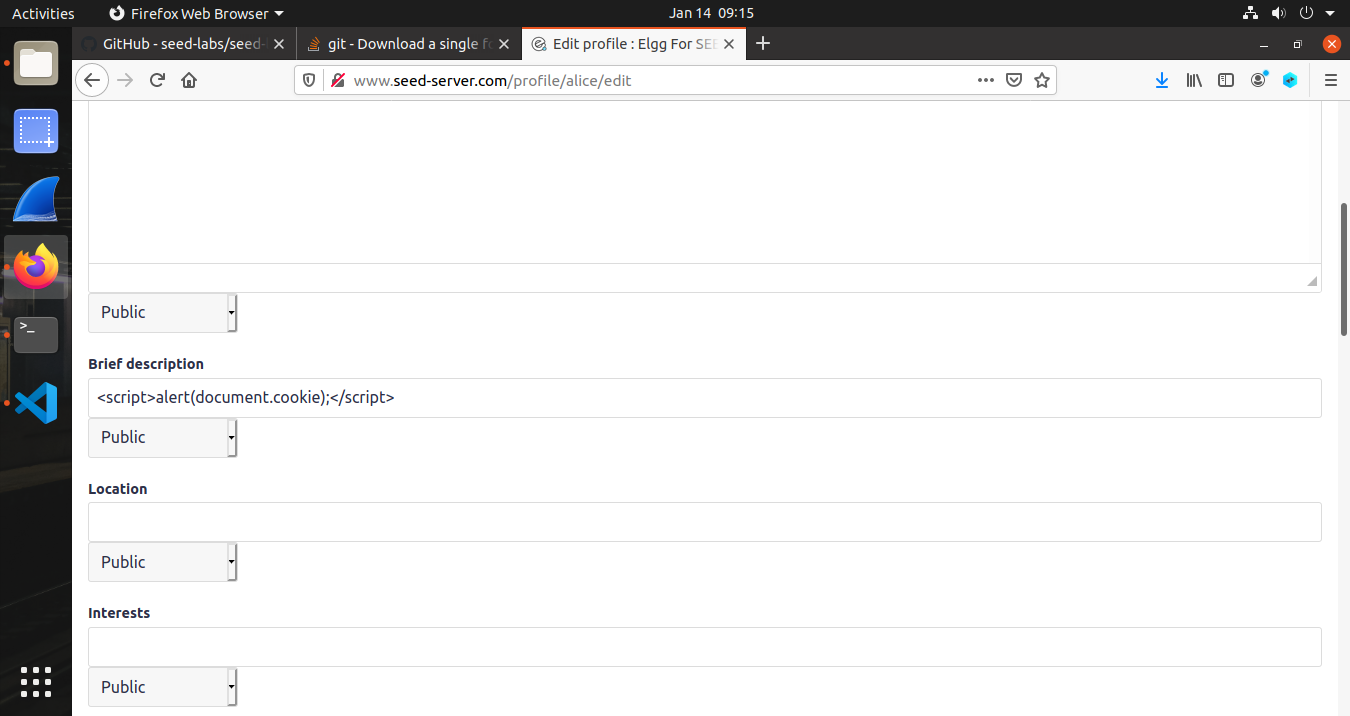 Activities Firefox Web Browser Jan 14 09:15
GitHub - seed-labs/seed- git - Download a single fo Edit profile : Elgg For SEE
www.seed-server.com/profile/alice/edit
Public
Brief description
<script>alert(document.cookie);</script>
Public
Location
Public
Interests
Public